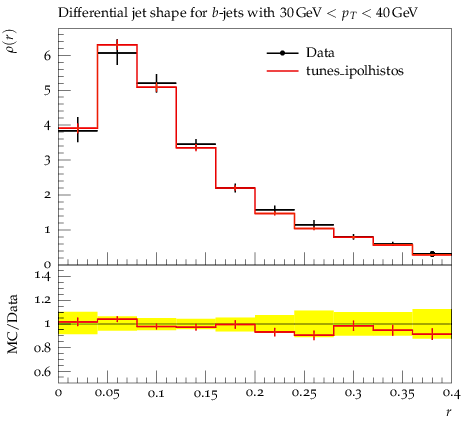 Differential jet shape for b-jets with 30 GeV < p_T < 40 GeV
ρ(r)
Data
tunes_ipolhistos
6
5
4
3
2
1
0
MC/Data
1.4
1.2
1.0
0.8
0.6
0 0.05 0.1 0.15 0.2 0.25 0.3 0.35 0.4
r